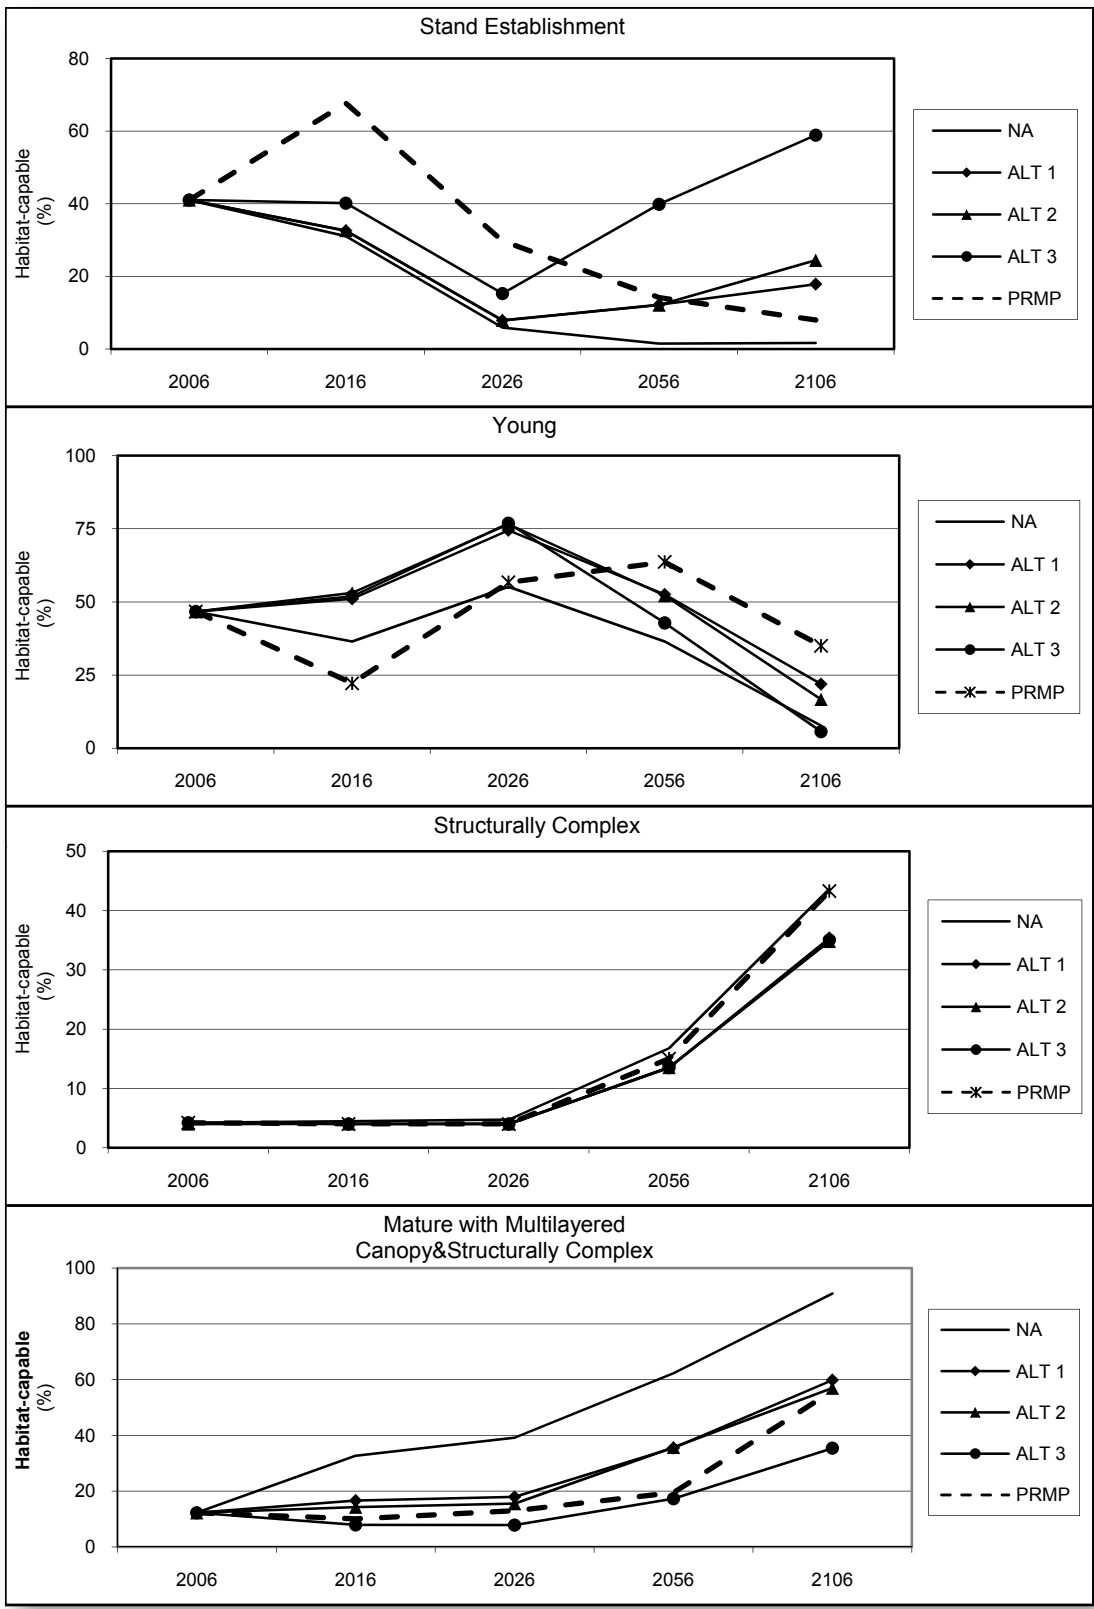 Stand Establishment
80
60
40
20
0
Habitat-capable
(%)
2006 2016 2026 2056 2106
NA
ALT 1
ALT 2
ALT 3
PRMP
Young
100
75
50
25
0
Habitat-capable
(%)
2006 2016 2026 2056 2106
NA
ALT 1
ALT 2
ALT 3
PRMP
Structurally Complex
50
40
30
20
10
0
Habitat-capable
(%)
2006 2016 2026 2056 2106
NA
ALT 1
ALT 2
ALT 3
PRMP
Mature with Multilayered
Canopy&Structurally Complex
100
80
60
40
20
0
Habitat-capable
(%)
2006 2016 2026 2056 2106
NA
ALT 1
ALT 2
ALT 3
PRMP